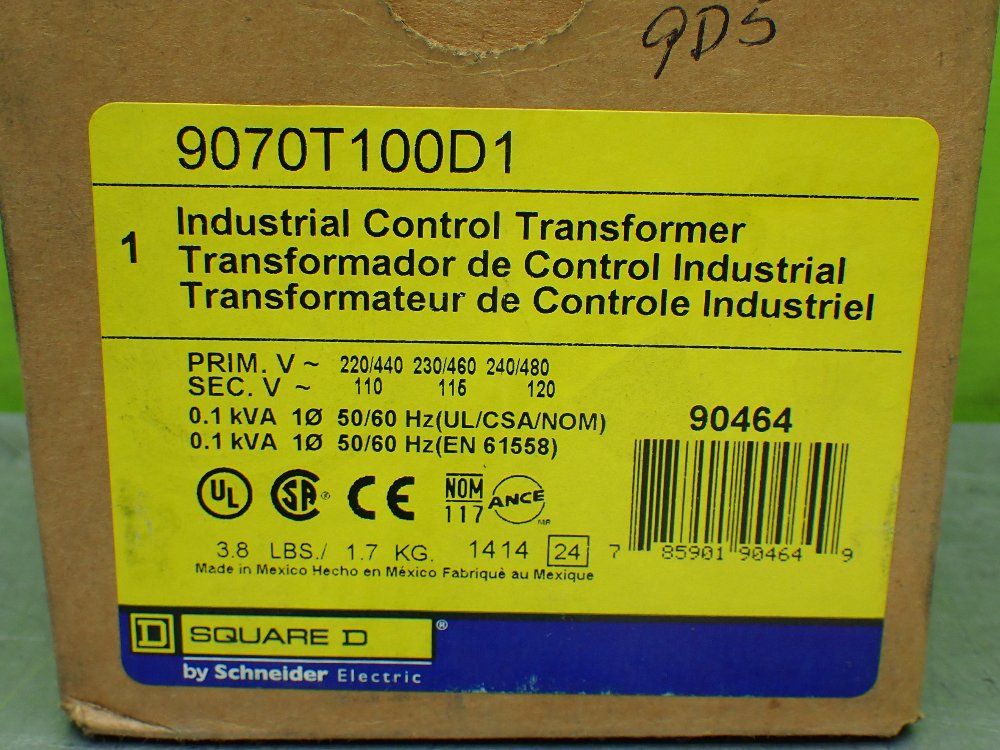 9D5
9070T100D1
1
Industrial Control Transformer
Transformador de Control Industrial
Transformateur de Controle Industriel
PRIM. V ~ 220/440 230/460 240/480
SEC. V ~ 110 115 120
0.1 kVA 1Ø 50/60 Hz(UL/CSA/NOM)
0.1 kVA 1Ø 50/60 Hz(EN 61558)
90464
UL SA ® CE NOM 117 ANCE MR
3.8 LBS./ 1.7 KG. 1414 24
7 85901 90464 9
Made in Mexico Hecho en México Fabriqué au Mexique
D SQUARE D ®
by Schneider Electric